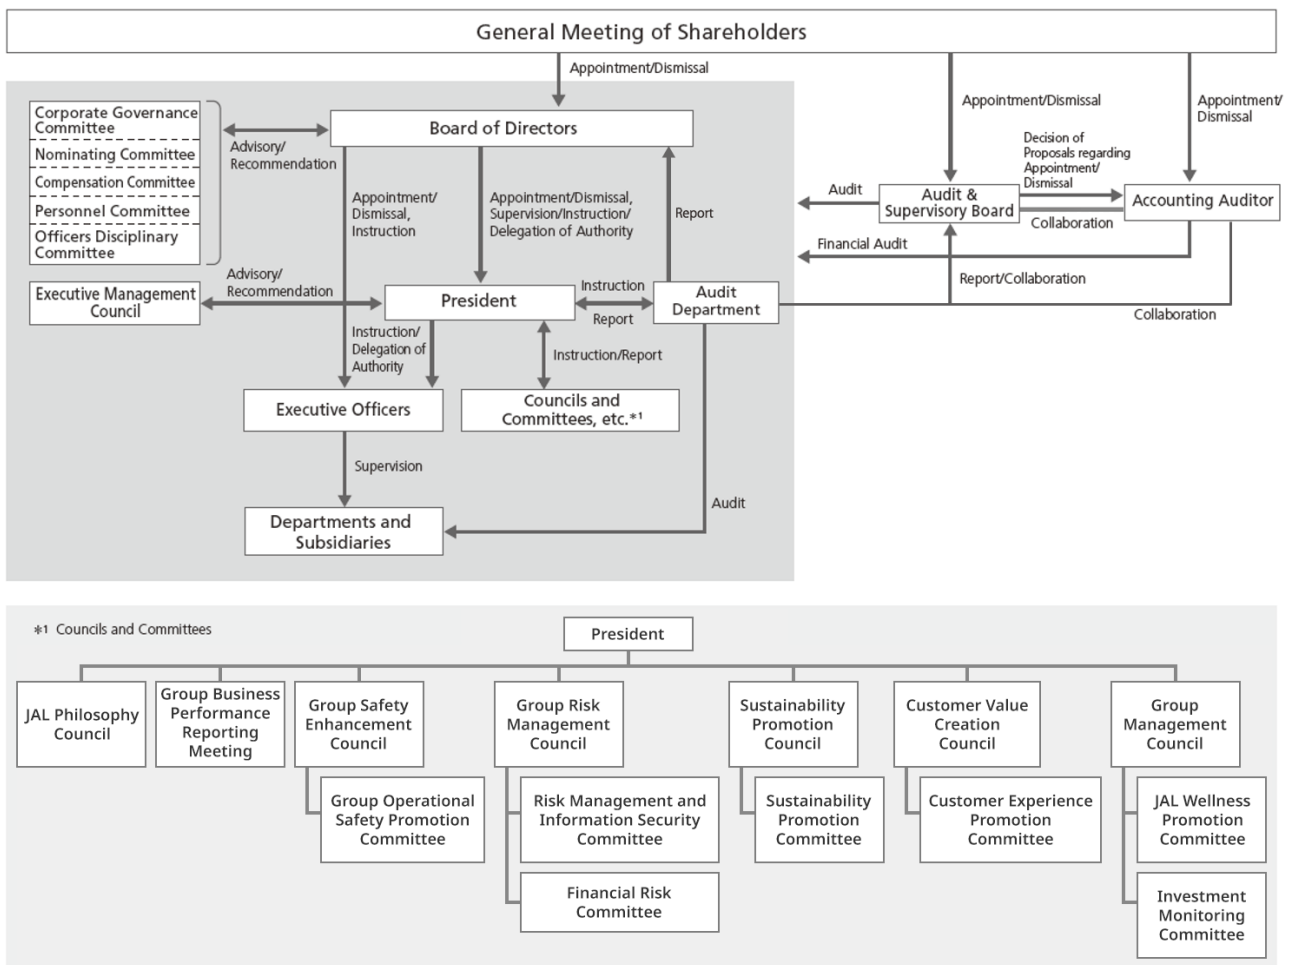 General Meeting of Shareholders
Appointment/Dismissal
Appointment/Dismissal
Appointment/
Dismissal
Corporate Governance
Committee
Nominating Committee
Compensation Committee
Personnel Committee
Officers Disciplinary
Committee
Advisory/
Recommendation
Board of Directors
Appointment/
Dismissal,
Instruction
Appointment/Dismissal,
Supervision/Instruction/
Delegation of Authority
Report
Audit
Audit &
Supervisory Board
Decision of
Proposals regarding
Appointment/
Dismissal
Collaboration
Accounting Auditor
Financial Audit
Report/Collaboration
Collaboration
Executive Management
Council
Advisory/
Recommendation
President
Instruction
Report
Audit
Department
Instruction/
Delegation of
Authority
Instruction/Report
Executive Officers
Councils and
Committees, etc.*1
Supervision
Audit
Departments and
Subsidiaries
*1 Councils and Committees
President
JAL Philosophy
Council
Group Business
Performance
Reporting
Meeting
Group Safety
Enhancement
Council
Group Operational
Safety Promotion
Committee
Group Risk
Management
Council
Risk Management and
Information Security
Committee
Financial Risk
Committee
Sustainability
Promotion
Council
Sustainability
Promotion
Committee
Customer Value
Creation
Council
Customer Experience
Promotion
Committee
Group
Management
Council
JAL Wellness
Promotion
Committee
Investment
Monitoring
Committee